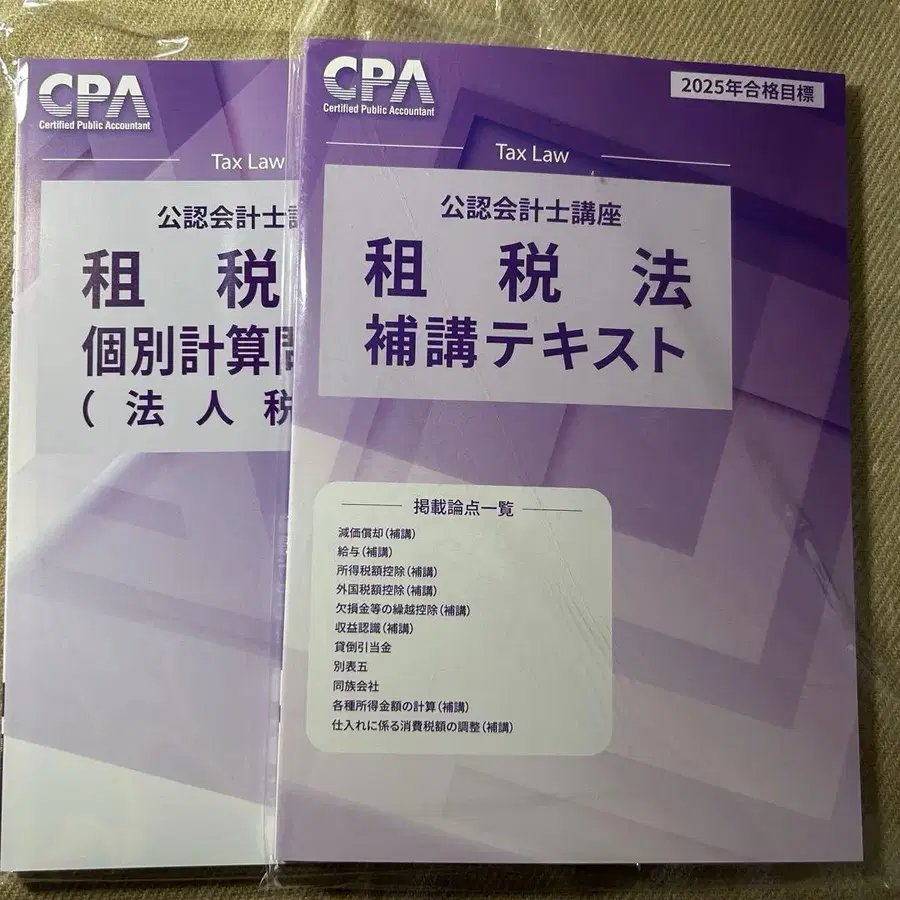 CPA
Certified Public Accountant
Tax Law
公認会計士
租 税
個別計算
( 法 人 税
CPA
Certified Public Accountant
2025年合格目標
Tax Law
公認会計士講座
租 税 法
補講テキスト
掲載論点一覧
減価償却(補講)
給与(補講)
所得税額控除(補講)
外国税額控除(補講)
欠損金等の繰越控除(補講)
収益認識(補講)
貸倒引当金
別表五
同族会社
各種所得金額の計算(補講)
仕入れに係る消費税額の調整(補講)